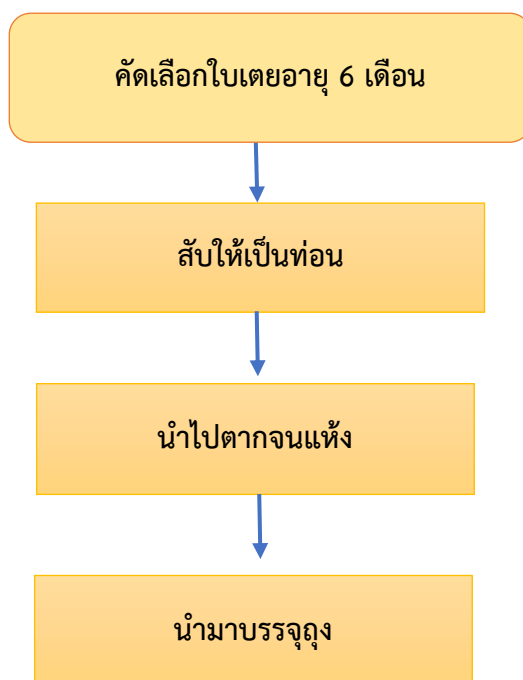 คัดเลือกใบเตยอายุ 6 เดือน
สับให้เป็นท่อน
นำไปตากจนแห้ง
นำมาบรรจุถุง